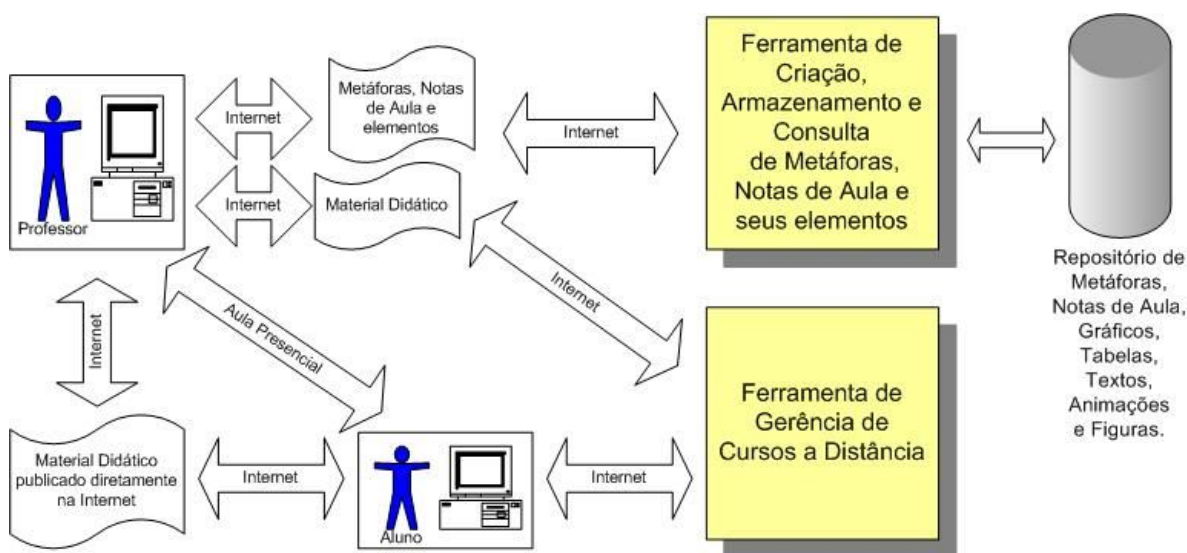 Professor
Internet
Internet
Metáforas, Notas
de Aula e
elementos
Material Didático
Internet
Ferramenta de
Criação,
Armazenamento e
Consulta
de Metáforas,
Notas de Aula e
seus elementos
Repositório de
Metáforas,
Notas de Aula,
Gráficos,
Tabelas,
Textos,
Animações
e Figuras.
Internet
Aula Presencial
Internet
Material Didático
publicado diretamente
na Internet
Internet
Aluno
Internet
Ferramenta de
Gerência de
Cursos a Distância